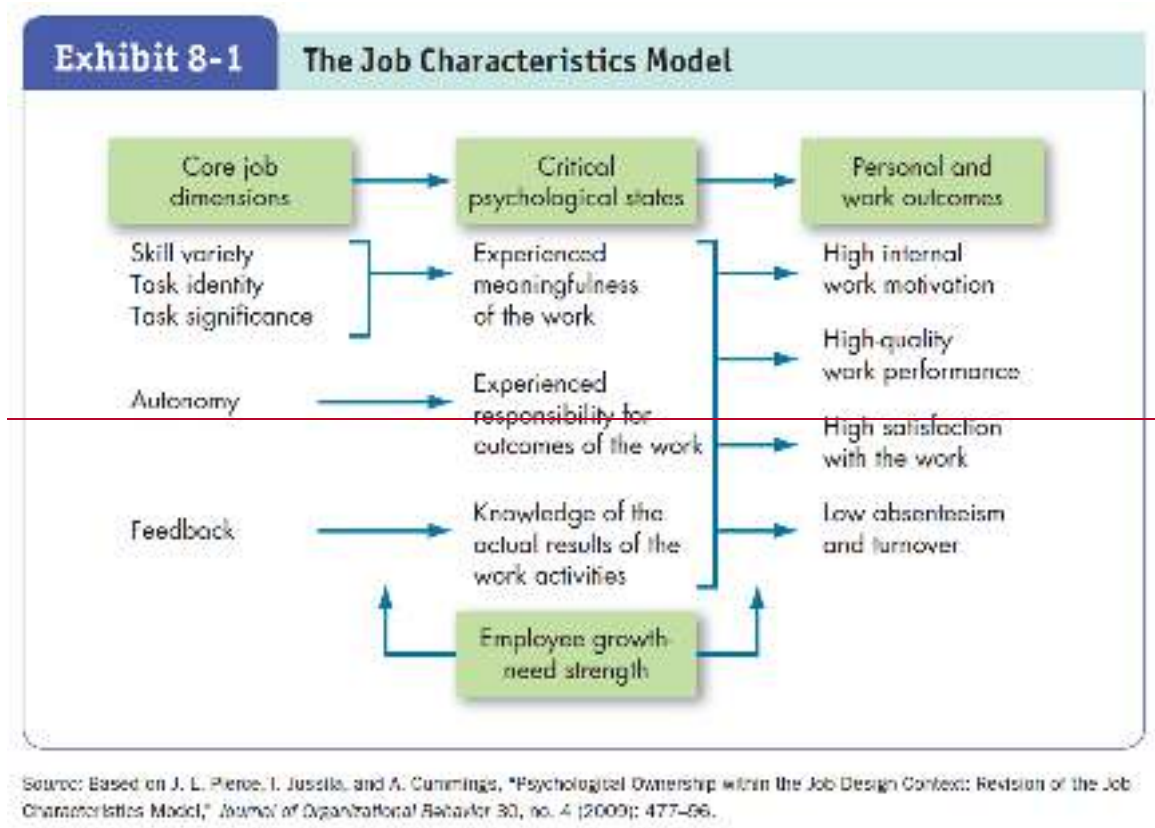 Exhibit 8-1
The Job Characteristics Model
Core job
dimensions
Critical
psychological states
Personal and
work outcomes
Skill variety
Task identity
Task significance
Experienced
meaningfulness
of the work
High internal
work motivation
High-quality
work performance
Autonomy
Experienced
responsibility for
outcomes of the work
High satisfaction
with the work
Feedback
Knowledge of the
actual results of the
work activities
Low absenteeism
and turnover
Employee growth-
need strength
Source: Based on J. L. Pierce, I. Jussila, and A. Cummings, "Psychological Ownership within the Job Design Context: Revision of the Job
Characteristics Model," Journal of Organizational Behavior 30, no. 4 (2009): 477–96.